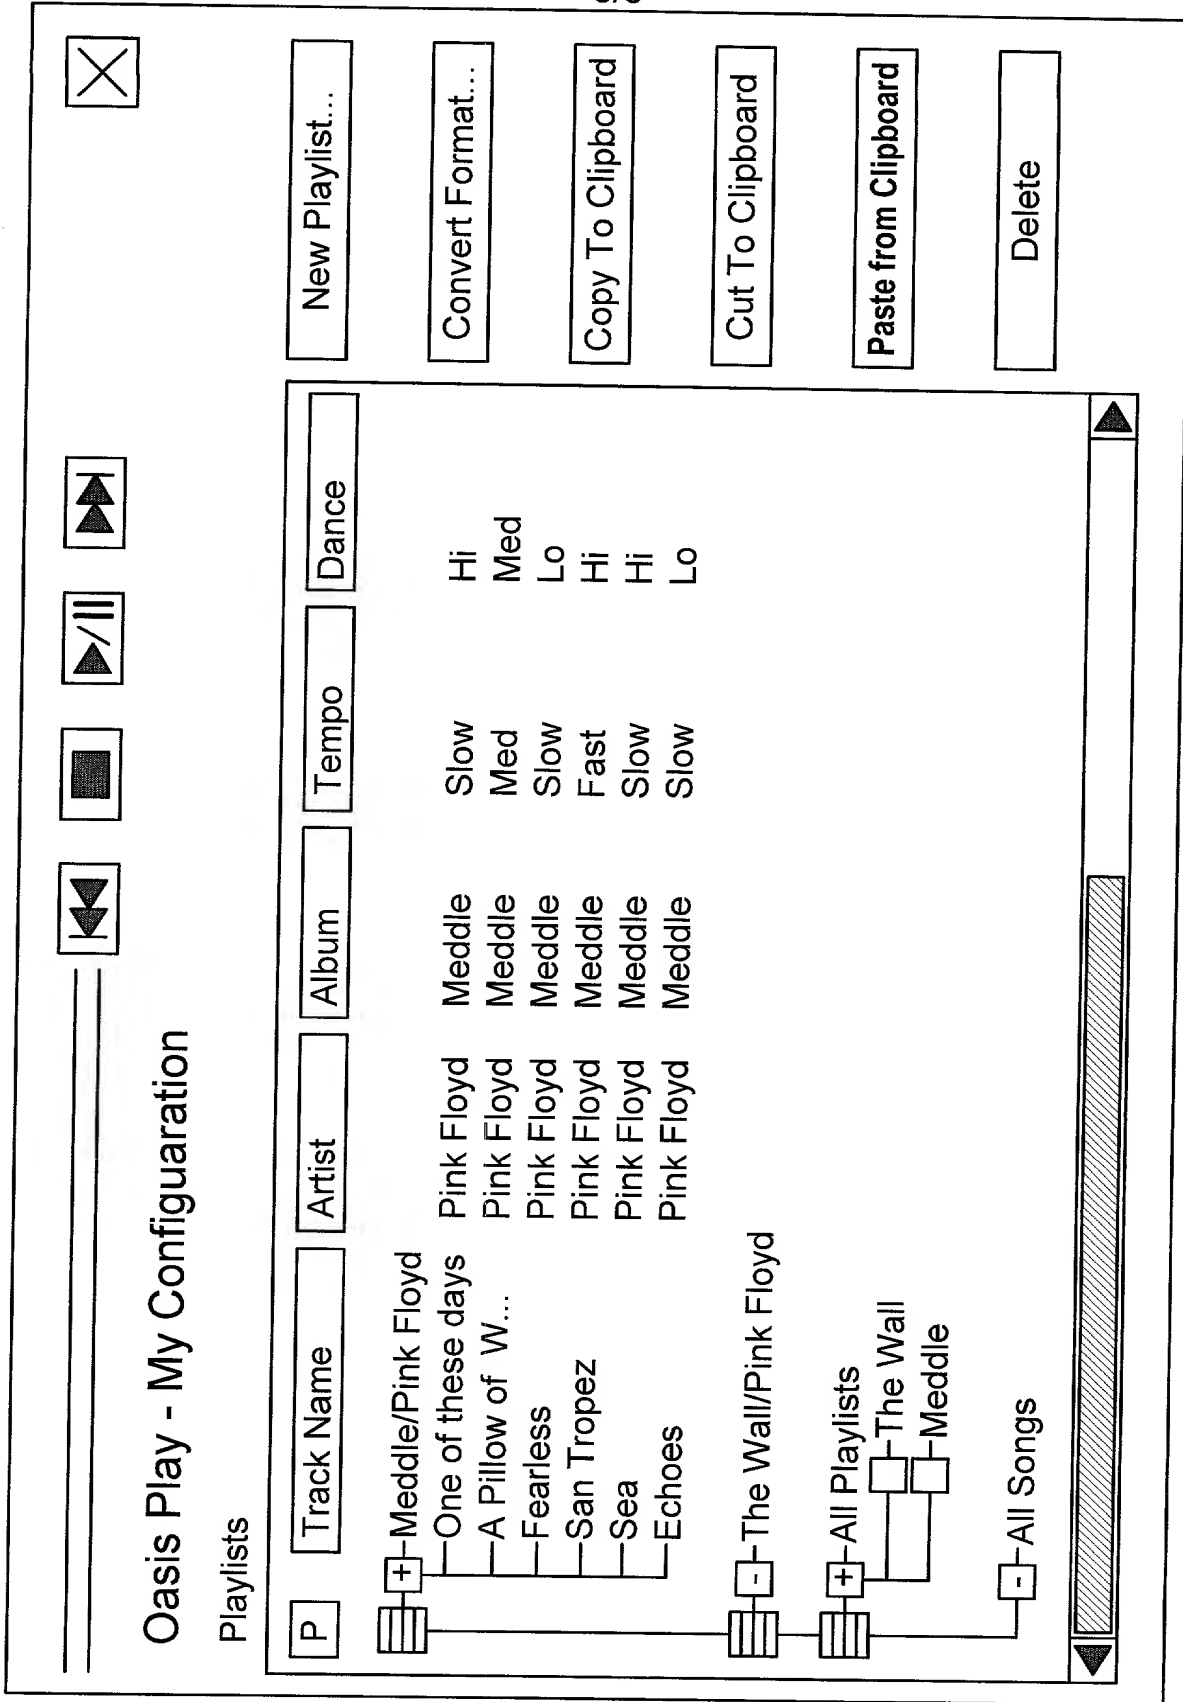 Oasis Play - My Configuaration
Playlists
P Track Name Artist Album Tempo Dance
+ Meddle/Pink Floyd
One of these days Pink Floyd Meddle Slow Hi
A Pillow of W... Pink Floyd Meddle Med Med
Fearless Pink Floyd Meddle Slow Lo
San Tropez Pink Floyd Meddle Fast Hi
Sea Pink Floyd Meddle Slow Hi
Echoes Pink Floyd Meddle Slow Lo
- The Wall/Pink Floyd
+ All Playlists
The Wall
Meddle
- All Songs
New Playlist...
Convert Format...
Copy To Clipboard
Cut To Clipboard
Paste from Clipboard
Delete